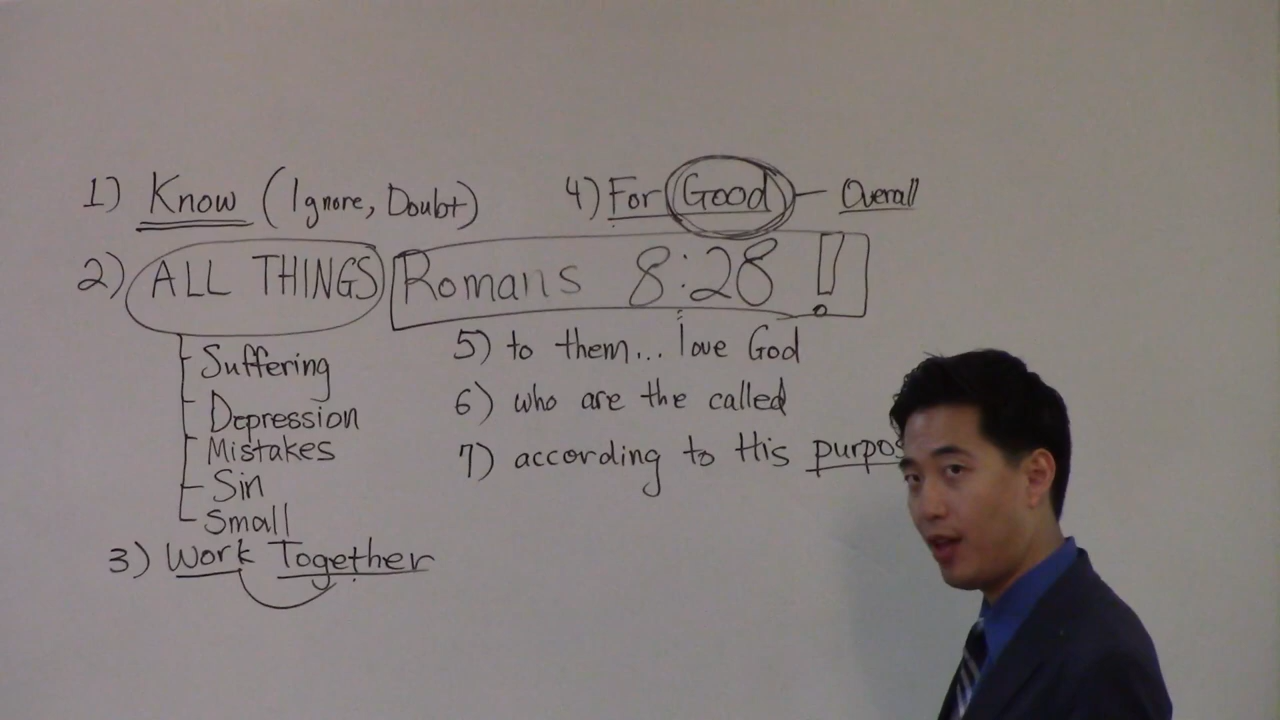 1) Know (Ignore, Doubt)
2) ALL THINGS
Suffering
Depression
Mistakes
Sin
Small
3) Work Together
4) For Good — Overall
Romans 8:28 !
5) to them... love God
6) who are the called
7) according to His purpos